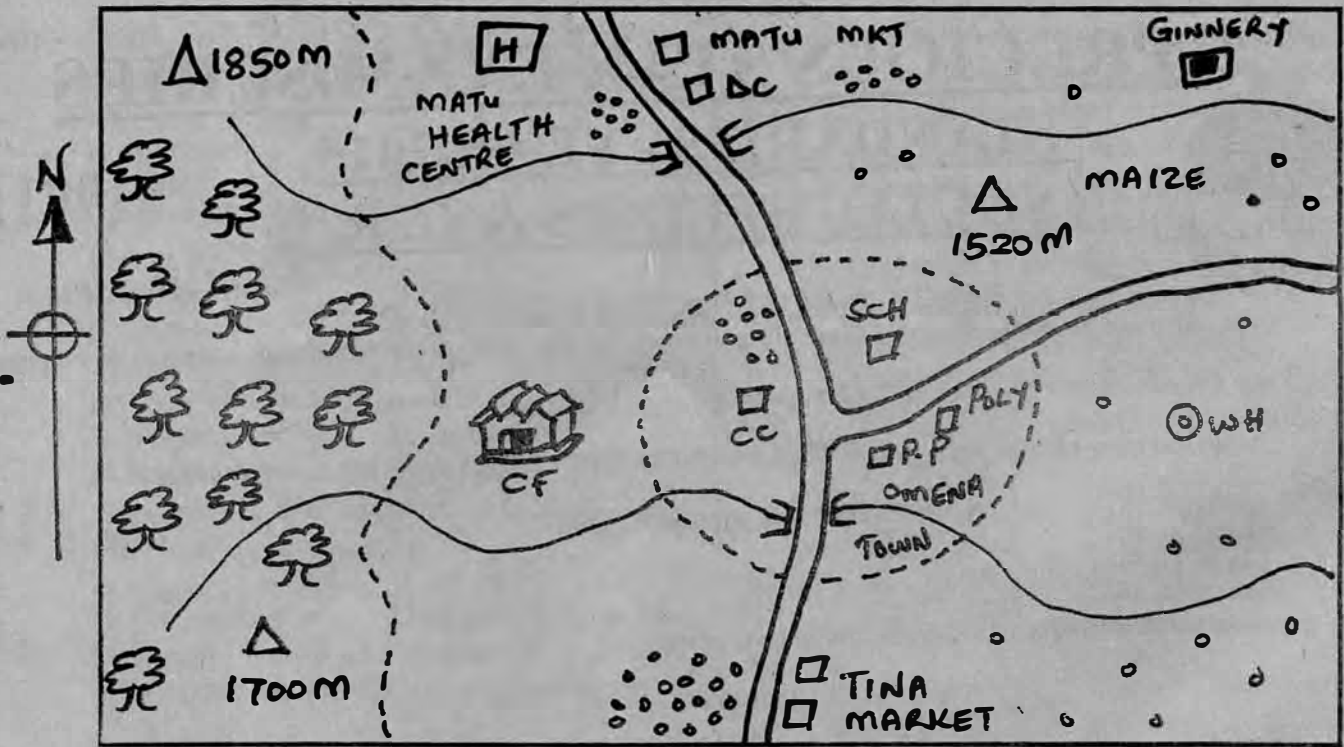 N
1850M
H
MATU
HEALTH
CENTRE
MATU MKT
DC
GINNERY
MAIZE
1520M
SCH
CC
POLY
RP
OMENA
TOWN
WH
CF
1700M
TINA
MARKET